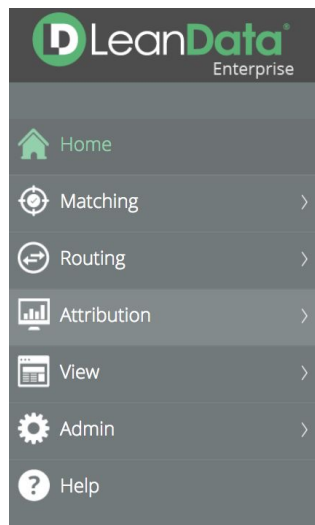 LeanData
Enterprise
Home
Matching
Routing
Attribution
View
Admin
Help